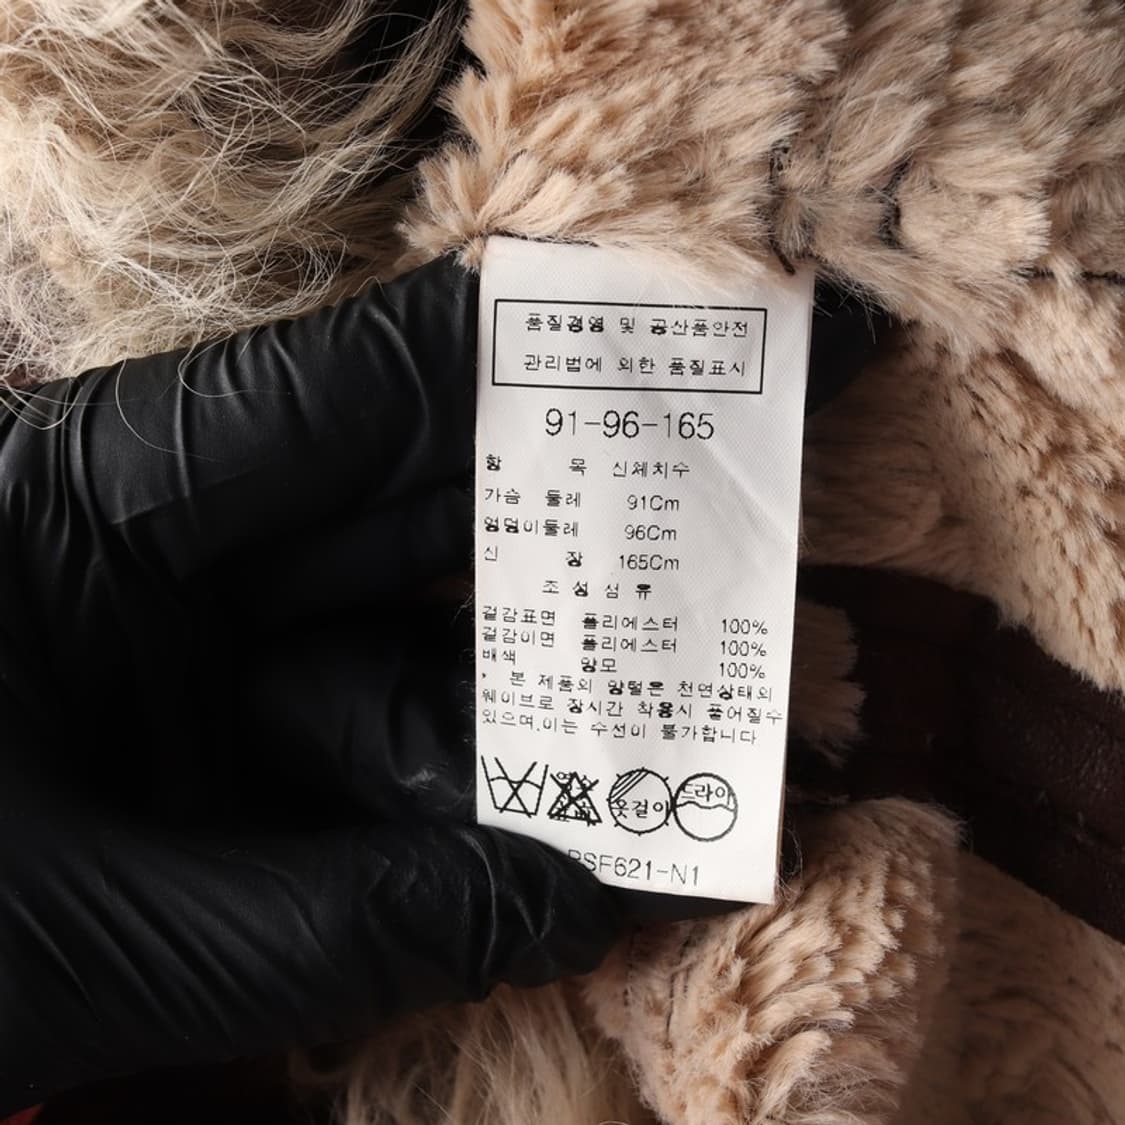 품질경영 및 공산품안전
관리법에 의한 품질표시
91-96-165
항 목 신체치수
가슴 둘레 91Cm
엉덩이둘레 96Cm
신 장 165Cm
조 성 섬 유
겉감표면 폴리에스터 100%
겉감이면 폴리에스터 100%
배색 양모 100%
* 본 제품의 양털은 천연상태의
웨이브로 장시간 착용시 풀어질수
있으며,이는 수선이 불가합니다
옷걸이 드라이
SF621-N1